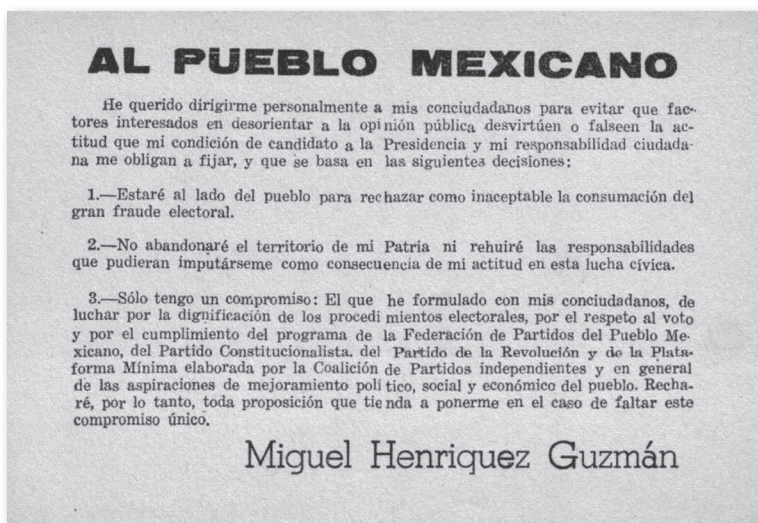 AL PUEBLO MEXICANO
He querido dirigirme personalmente a mis conciudadanos para evitar que fac-
tores interesados en desorientar a la opinión pública desvirtúen o falseen la ac-
titud que mi condición de candidato a la Presidencia y mi responsabilidad ciudada-
na me obligan a fijar, y que se basa en las siguientes decisiones:
1.—Estaré al lado del pueblo para rechazar como inaceptable la consumación del
gran fraude electoral.
2.—No abandonaré el territorio de mi Patria ni rehuiré las responsabilidades
que pudieran imputárseme como consecuencia de mi actitud en esta lucha cívica.
3.—Sólo tengo un compromiso: El que he formulado con mis conciudadanos, de
luchar por la dignificación de los procedimientos electorales, por el respeto al voto
y por el cumplimiento del programa de la Federación de Partidos del Pueblo Me-
xicano, del Partido Constitucionalista, del Partido de la Revolución y de la Plata-
forma Mínima elaborada por la Coalición de Partidos independientes y en general
de las aspiraciones de mejoramiento político, social y económico del pueblo. Recha-
ré, por lo tanto, toda proposición que tienda a ponerme en el caso de faltar este
compromiso único.
Miguel Henriquez Guzmán